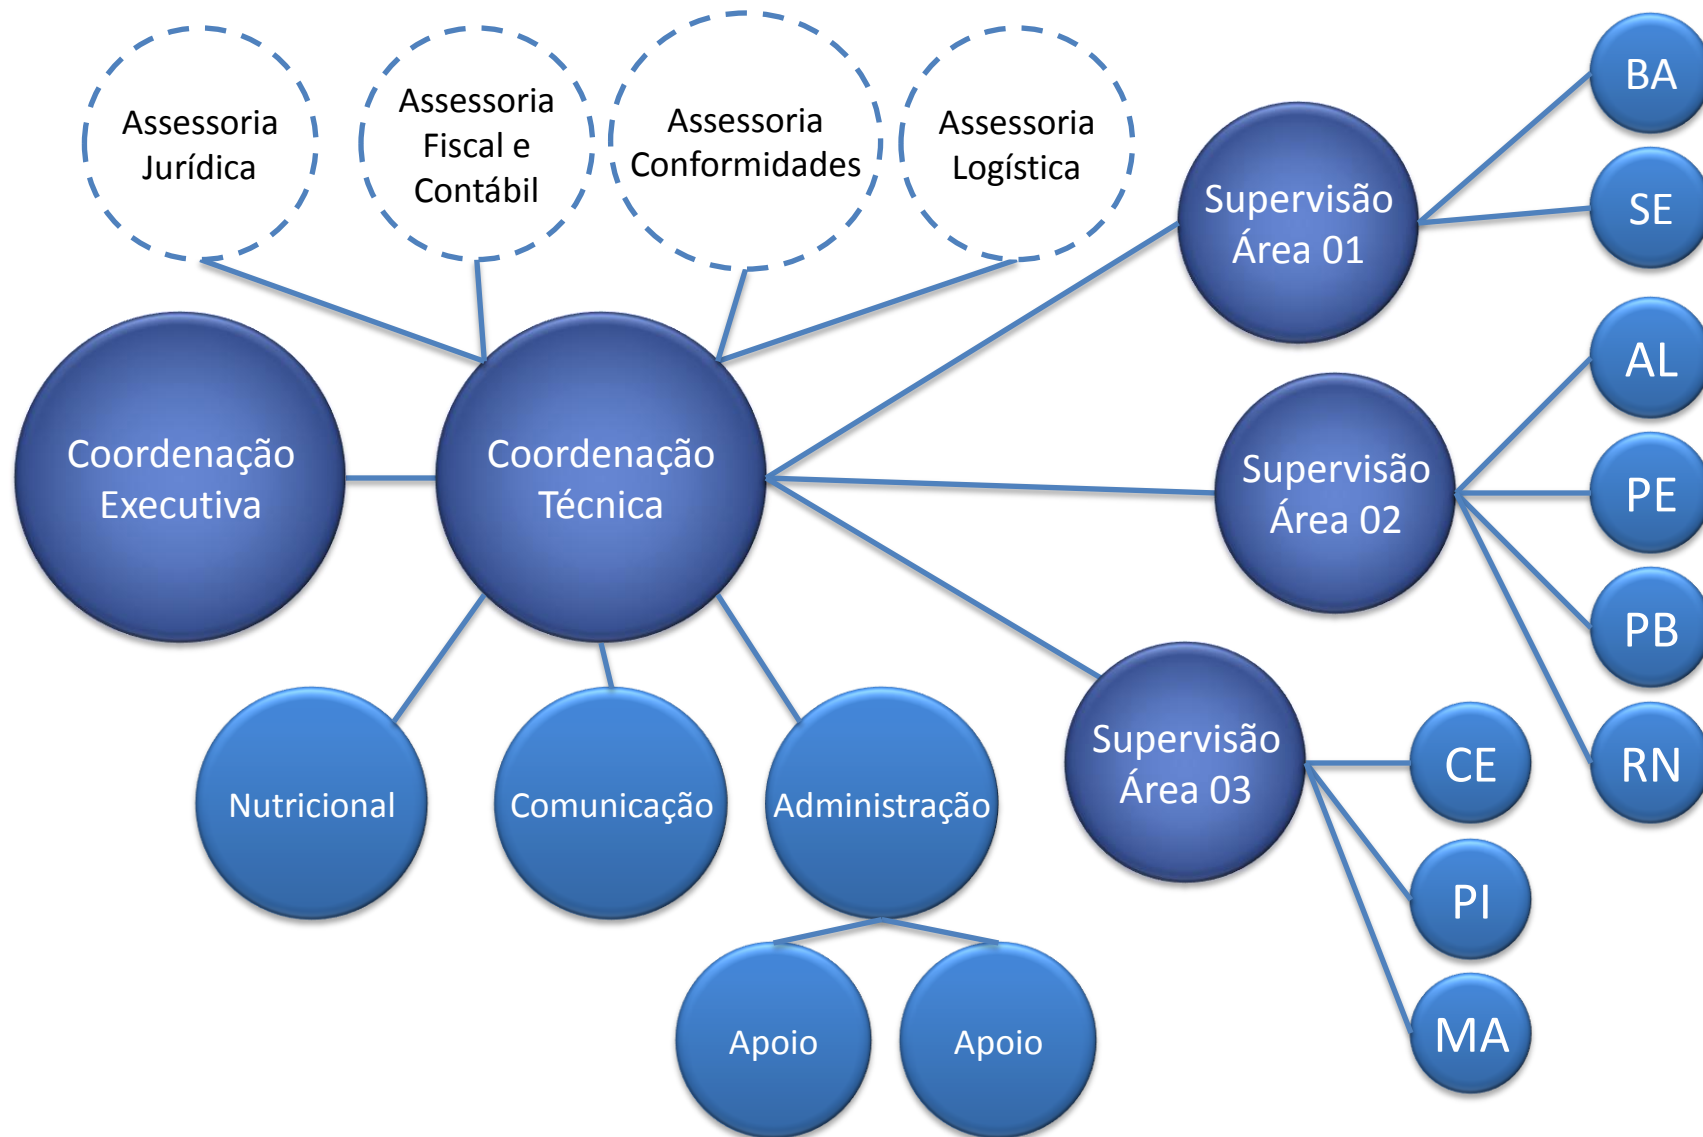 Assessoria
Jurídica
Assessoria
Fiscal e
Contábil
Assessoria
Conformidades
Assessoria
Logística
Supervisão
Área 01
BA
SE
Coordenação
Executiva
Coordenação
Técnica
Supervisão
Área 02
AL
PE
PB
RN
Supervisão
Área 03
CE
PI
MA
Nutricional
Comunicação
Administração
Apoio
Apoio